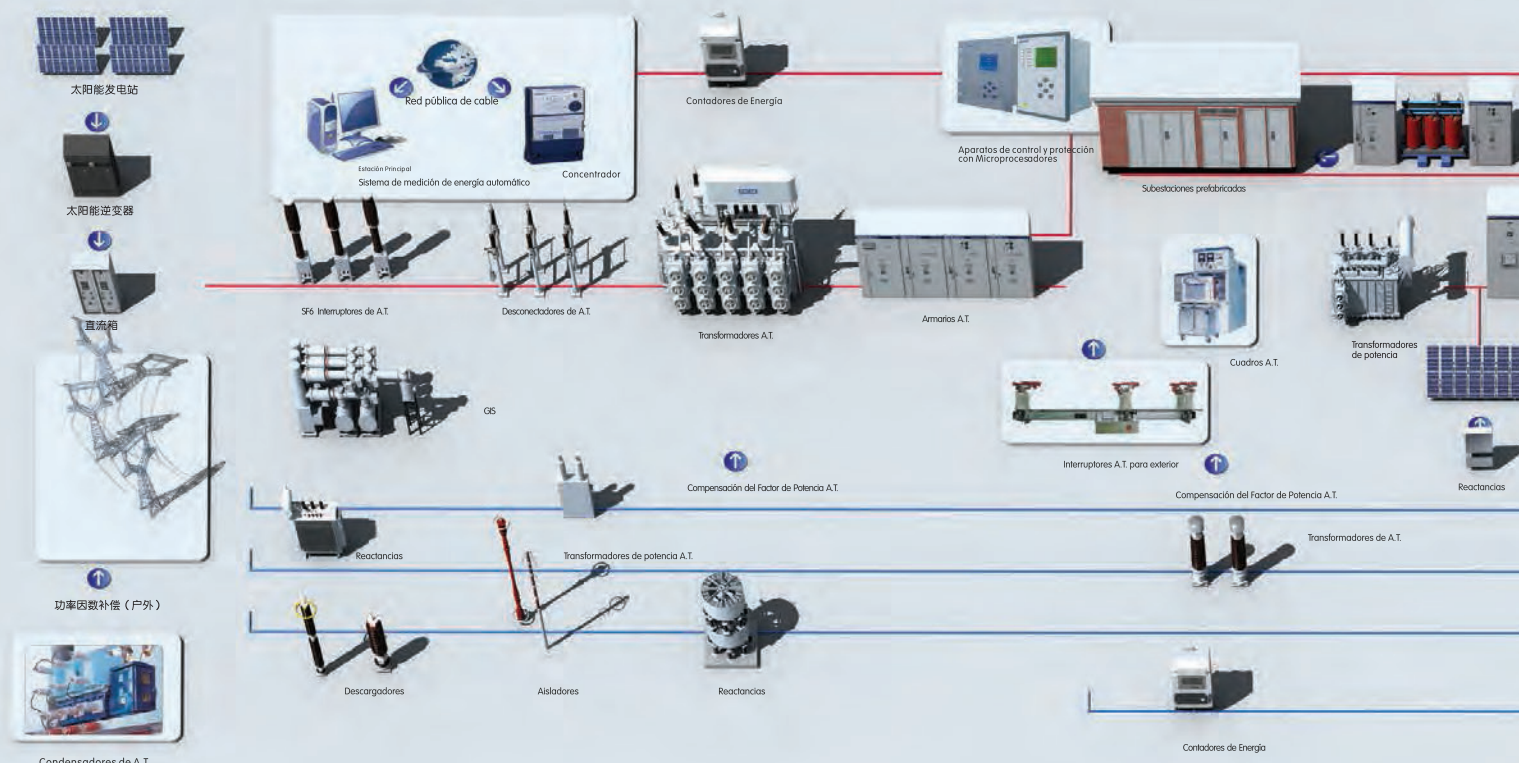 太阳能发电站
太阳能逆变器
直流箱
功率因数补偿（户外）
Condensadores de A.T.
Red pública de cable
Estación Principal
Sistema de medición de energía automático
Concentrador
Contadores de Energía
Aparatos de control y protección
con Microprocesadores
Subestaciones prefabricadas
SF6 Interruptores de A.T.
Desconectadores de A.T.
Transformadores A.T.
Armarios A.T.
Cuadros A.T.
Transformadores
de potencia
GIS
Interruptores A.T. para exterior
Compensación del Factor de Potencia A.T.
Compensación del Factor de Potencia A.T.
Reactancias
Reactancias
Transformadores de potencia A.T.
Transformadores de A.T.
Descargadores
Aisladores
Reactancias
Contadores de Energía